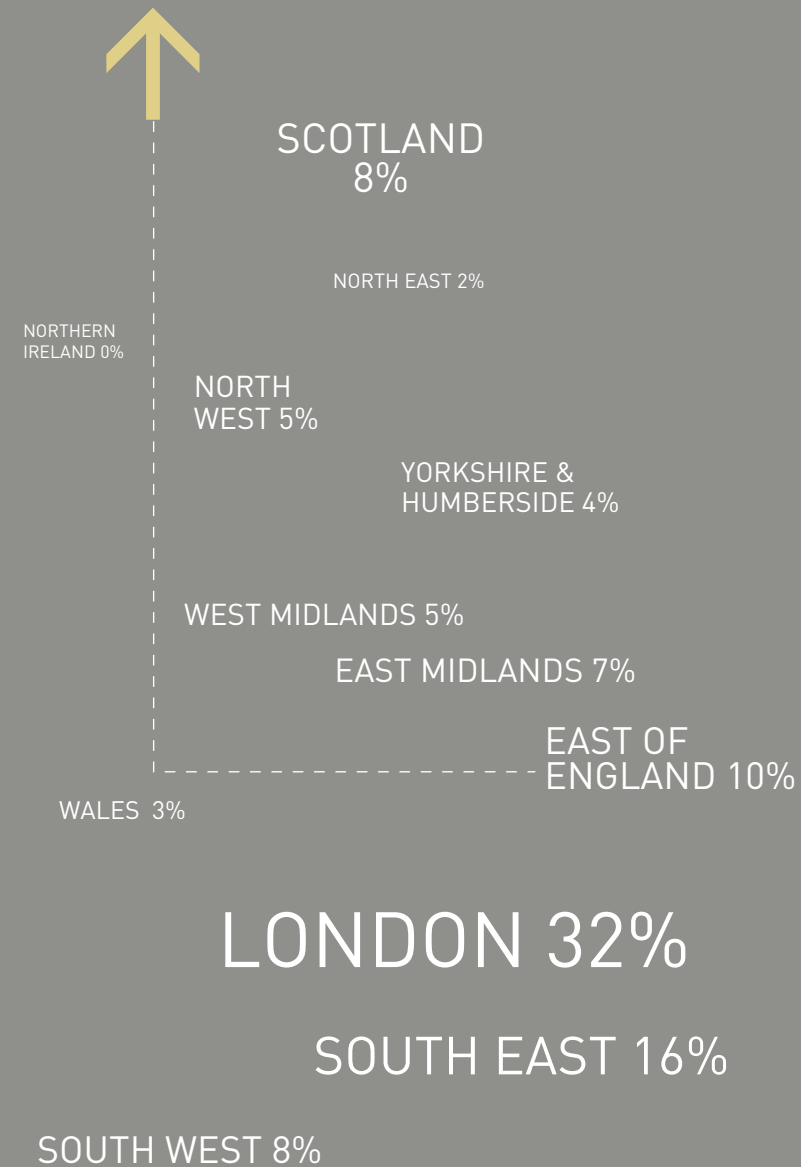 SCOTLAND
8%
NORTH EAST 2%
NORTHERN
IRELAND 0%
NORTH
WEST 5%
YORKSHIRE &
HUMBERSIDE 4%
WEST MIDLANDS 5%
EAST MIDLANDS 7%
EAST OF
ENGLAND 10%
WALES 3%
LONDON 32%
SOUTH EAST 16%
SOUTH WEST 8%